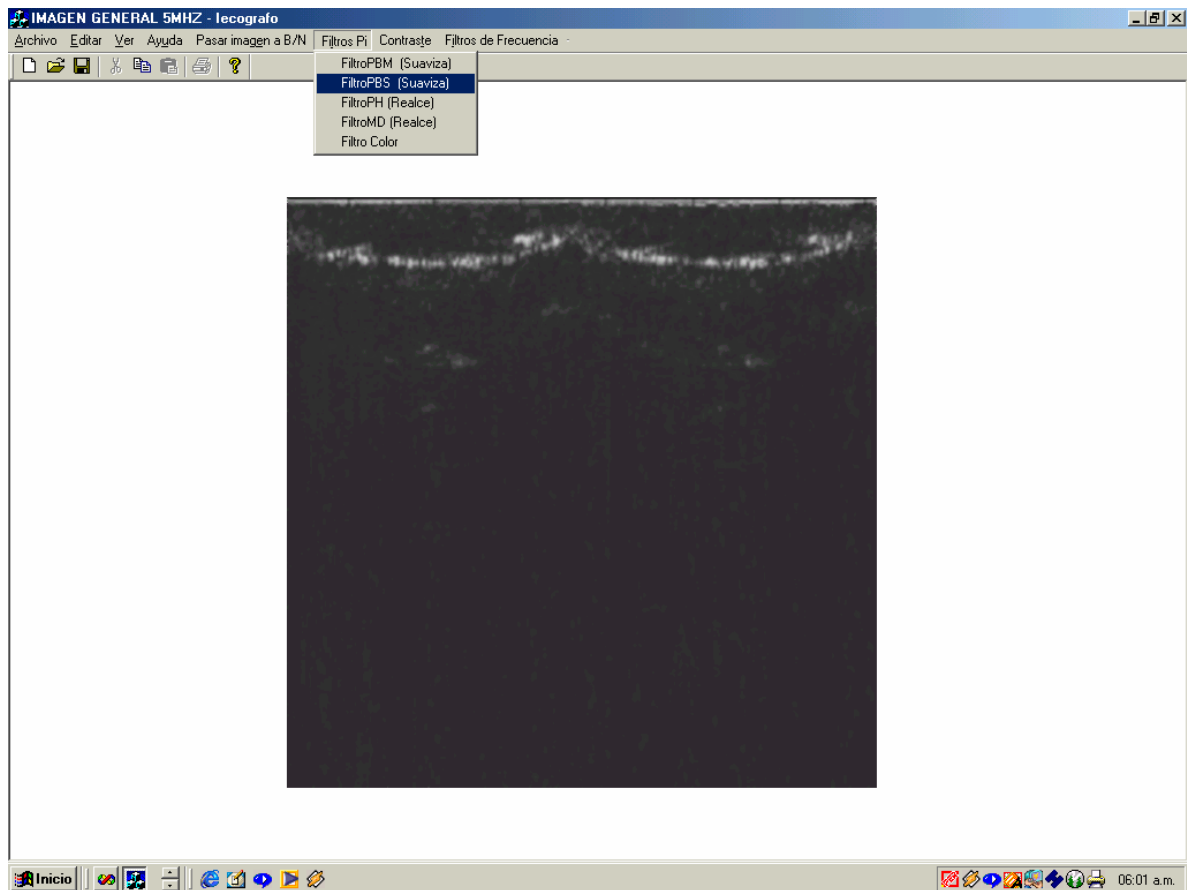 IMAGEN GENERAL 5MHZ - Iecografo
Archivo Editar Ver Ayuda Pasar imagen a B/N Filtros Pi Contraste Filtros de Frecuencia
FiltroPBM (Suaviza)
FiltroPBS (Suaviza)
FiltroPH (Realce)
FiltroMD (Realce)
Filtro Color
Inicio 06:01 a.m.